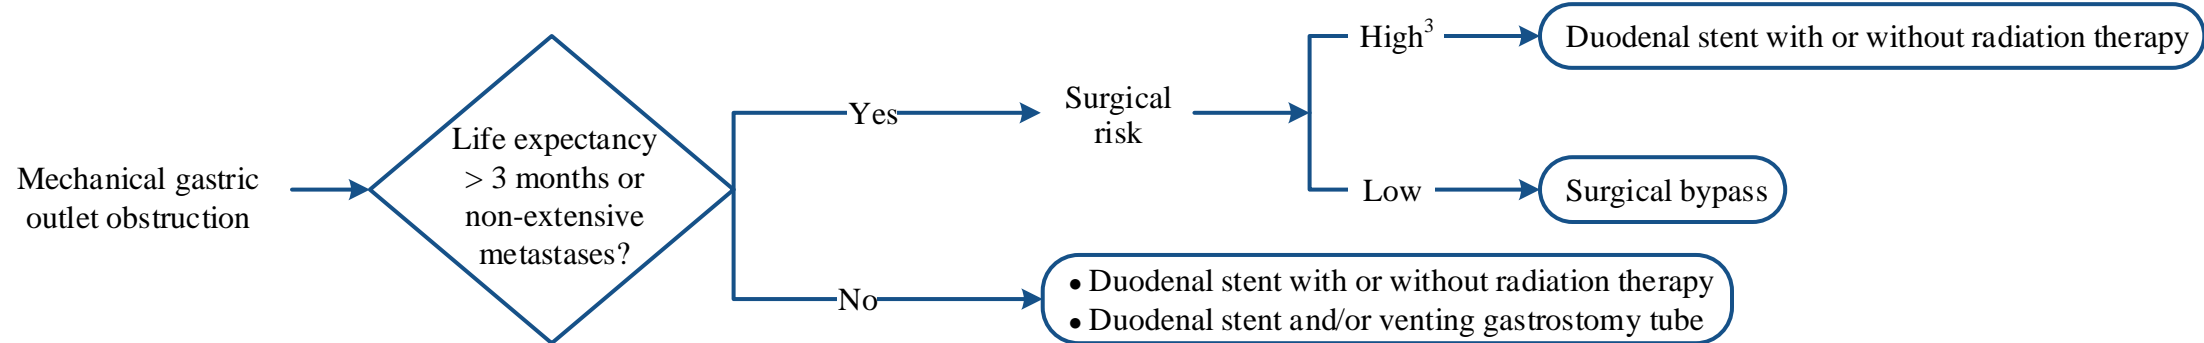 Mechanical gastric
outlet obstruction
Life expectancy
> 3 months or
non-extensive
metastases?
Yes
Surgical
risk
High³
Duodenal stent with or without radiation therapy
Low
Surgical bypass
No
● Duodenal stent with or without radiation therapy
● Duodenal stent and/or venting gastrostomy tube